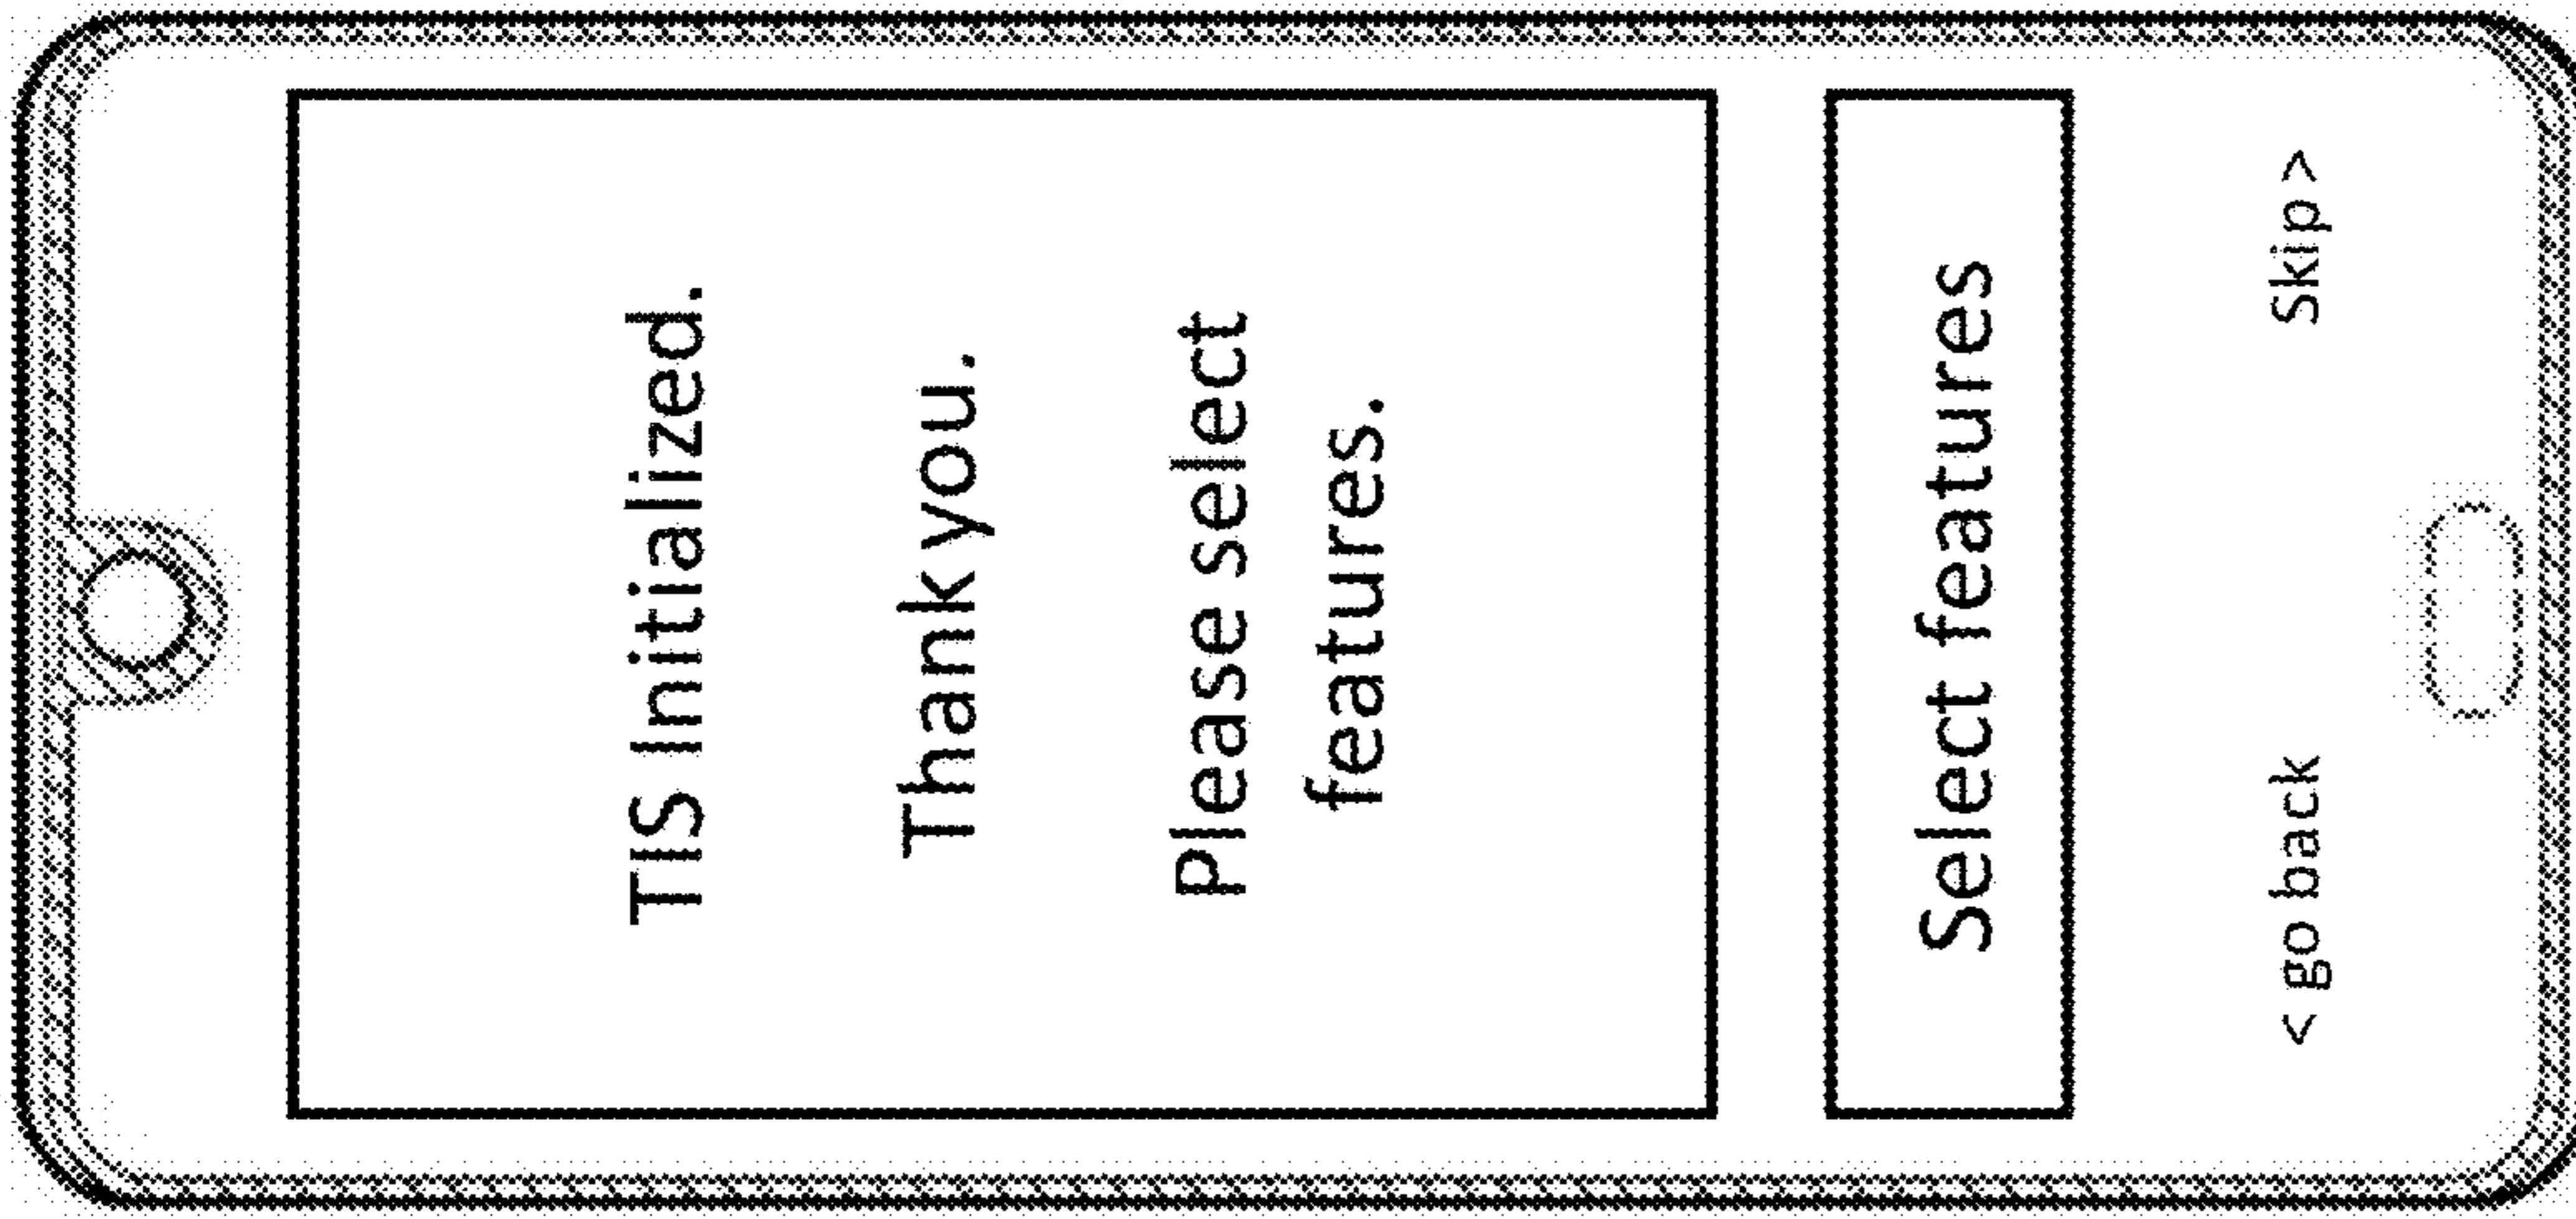 TIS Initialized.
Thank you.
Please select
features.
Select features
< go back
Skip >